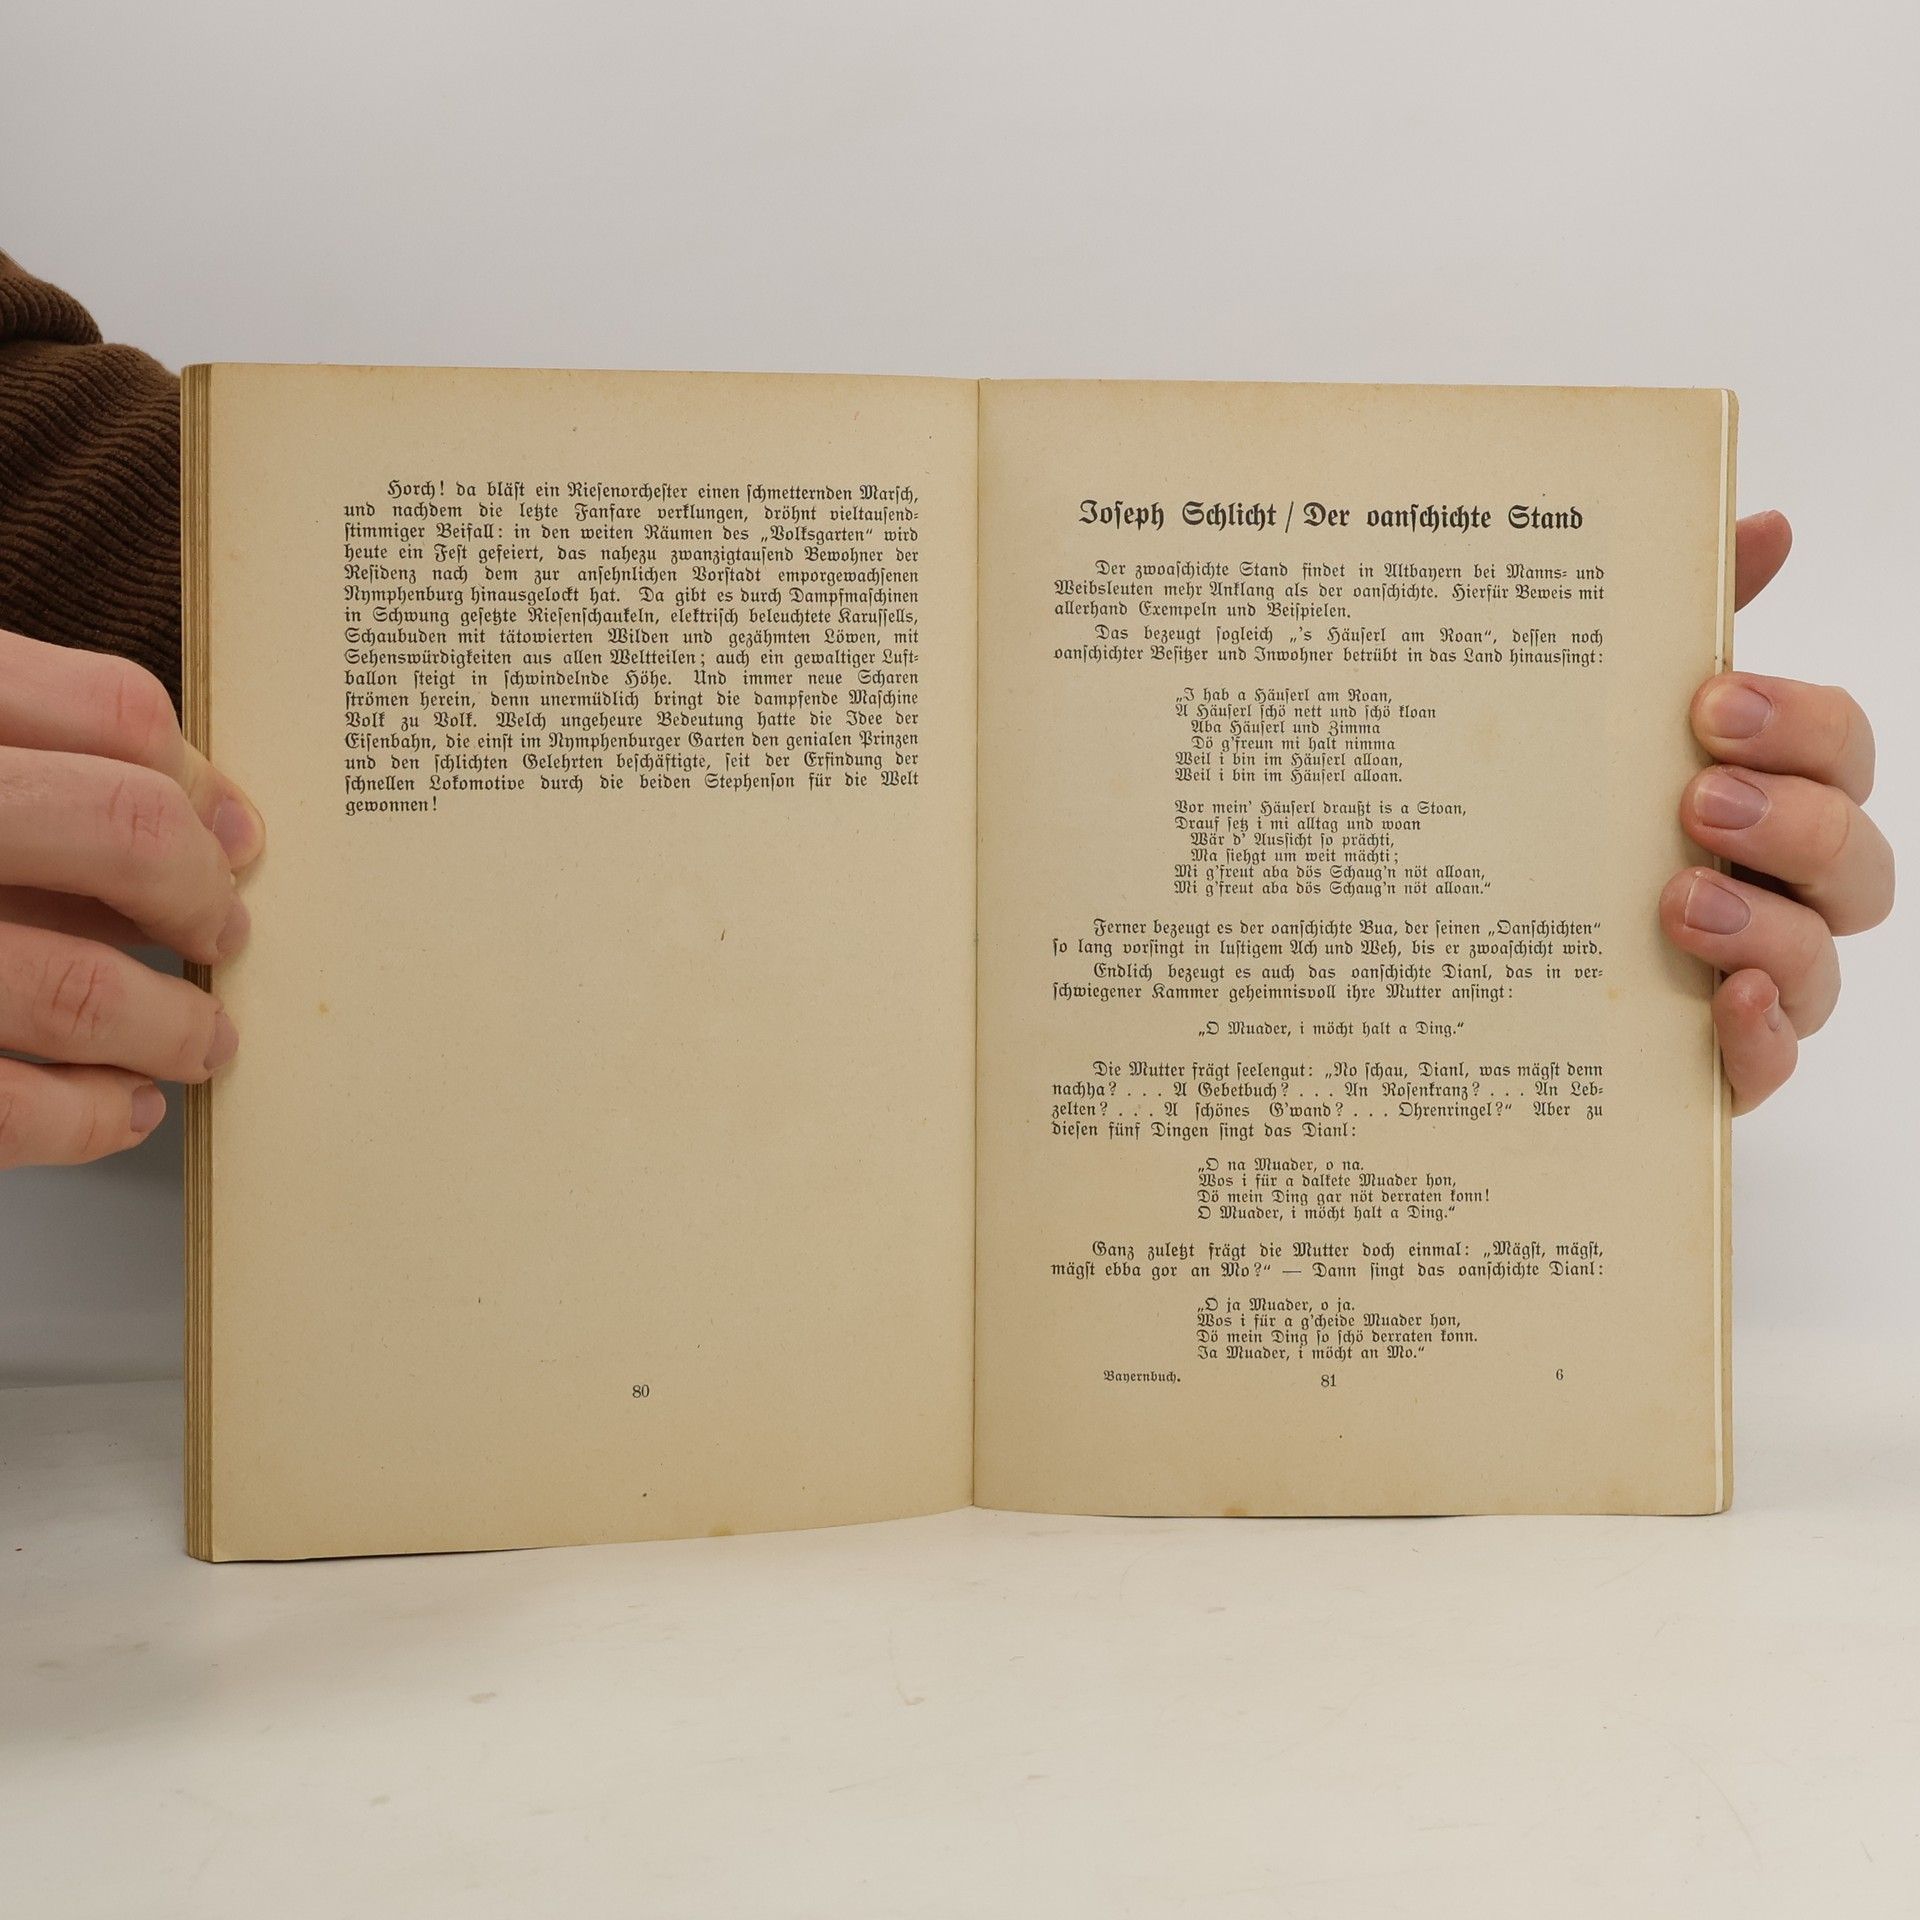 Horch! da bläst ein Riesenorchester einen schmetternden Marsch,
und nachdem die letzte Fanfare verklungen, dröhnt vieltausend-
stimmiger Beifall: in den weiten Räumen des „Volksgarten“ wird
heute ein Fest gefeiert, das nahezu zwanzigtausend Bewohner der
Residenz nach dem zur ansehnlichen Vorstadt emporgewachsenen
Nymphenburg hinausgelockt hat. Da gibt es durch Dampfmaschinen
in Schwung gesetzte Riesenschaukeln, elektrisch beleuchtete Karussells,
Schaubuden mit tätowierten Wilden und gezähmten Löwen, mit
Sehenswürdigkeiten aus allen Weltteilen; auch ein gewaltiger Luft-
ballon steigt in schwindelnde Höhe. Und immer neue Scharen
strömen herein, denn unermüdlich bringt die dampfende Maschine
Volk zu Volk. Welch ungeheure Bedeutung hatte die Idee der
Eisenbahn, die einst im Nymphenburger Garten den genialen Prinzen
und den schlichten Gelehrten beschäftigte, seit der Erfindung der
schnellen Lokomotive durch die beiden Stephenson für die Welt
gewonnen!
80
Joseph Schlicht / Der oanschichte Stand
Der zwoaschichte Stand findet in Altbayern bei Manns- und
Weibsleuten mehr Anklang als der oanschichte. Hierfür Beweis mit
allerhand Exempeln und Beispielen.
Das bezeugt sogleich „'s Häuserl am Roan“, dessen noch
oanschichter Besitzer und Inwohner betrübt in das Land hinaussingt:
„I hab a Häuserl am Roan,
A Häuserl schö nett und schö kloan
Aba Häuserl und Zimma
Dö g'freun mi halt nimma
Weil i bin im Häuserl alloan,
Weil i bin im Häuserl alloan.
Vor mein' Häuserl draußt is a Stoan,
Drauf setz i mi alltag und woan
Wär d' Aussicht so prächti,
Ma siehgt um weit mächti;
Mi g'freut aba dös Schaug'n nöt alloan,
Mi g'freut aba dös Schaug'n nöt alloan.“
Ferner bezeugt es der oanschichte Bua, der seinen „Oanschichten“
so lang vorsingt in lustigem Ach und Weh, bis er zwoaschicht wird.
Endlich bezeugt es auch das oanschichte Dianl, das in ver-
schwiegener Kammer geheimnisvoll ihre Mutter ansingt:
„O Muader, i möcht halt a Ding.“
Die Mutter frägt seelengut: „No schau, Dianl, was mägst denn
nachha? . . . A Gebetbuch? . . . An Rosenkranz? . . . An Leb-
zelten? . . . A schönes G'wand? . . . Ohrenringel?“ Aber zu
diesen fünf Dingen singt das Dianl:
„O na Muader, o na.
Wos i für a dalkete Muader hon,
Dö mein Ding gar nöt derraten konn!
O Muader, i möcht halt a Ding.“
Ganz zuletzt frägt die Mutter doch einmal: „Mägst, mägst,
mägst ebba gor an Mo?“ — Dann singt das oanschichte Dianl:
„O ja Muader, o ja.
Wos i für a g'cheide Muader hon,
Dö mein Ding so schö derraten konn.
Ja Muader, i möcht an Mo.“
Bayernbuch. 81 6